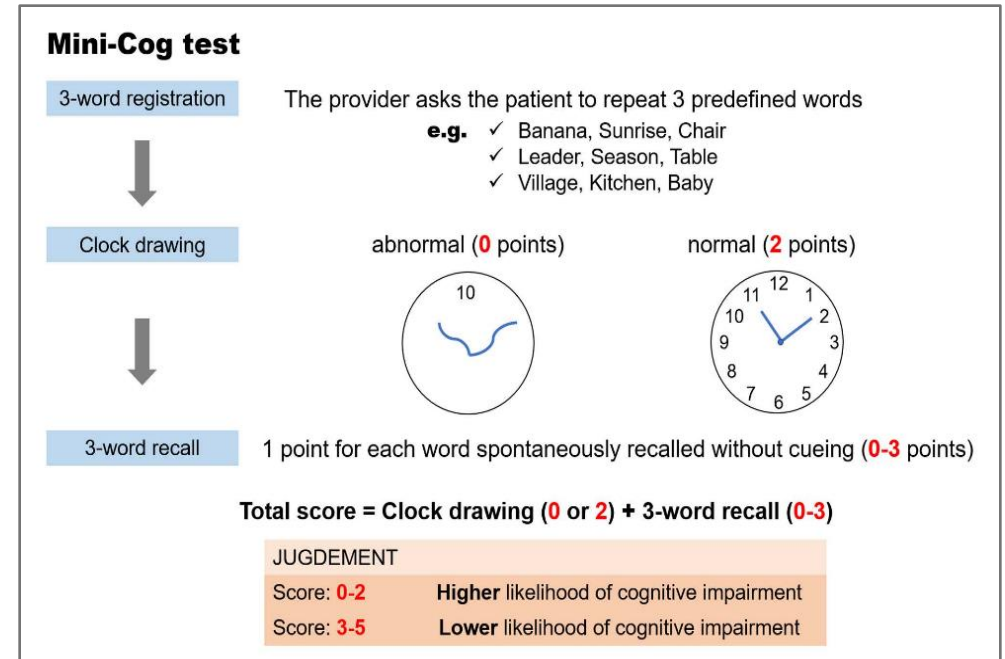 Mini-Cog test
3-word registration
The provider asks the patient to repeat 3 predefined words
e.g. ✓ Banana, Sunrise, Chair
✓ Leader, Season, Table
✓ Village, Kitchen, Baby
Clock drawing
abnormal (0 points)
normal (2 points)
10
12
11 1
10 2
9 3
8 4
7 5
6
3-word recall
1 point for each word spontaneously recalled without cueing (0-3 points)
Total score = Clock drawing (0 or 2) + 3-word recall (0-3)
JUGDEMENT
Score: 0-2 Higher likelihood of cognitive impairment
Score: 3-5 Lower likelihood of cognitive impairment